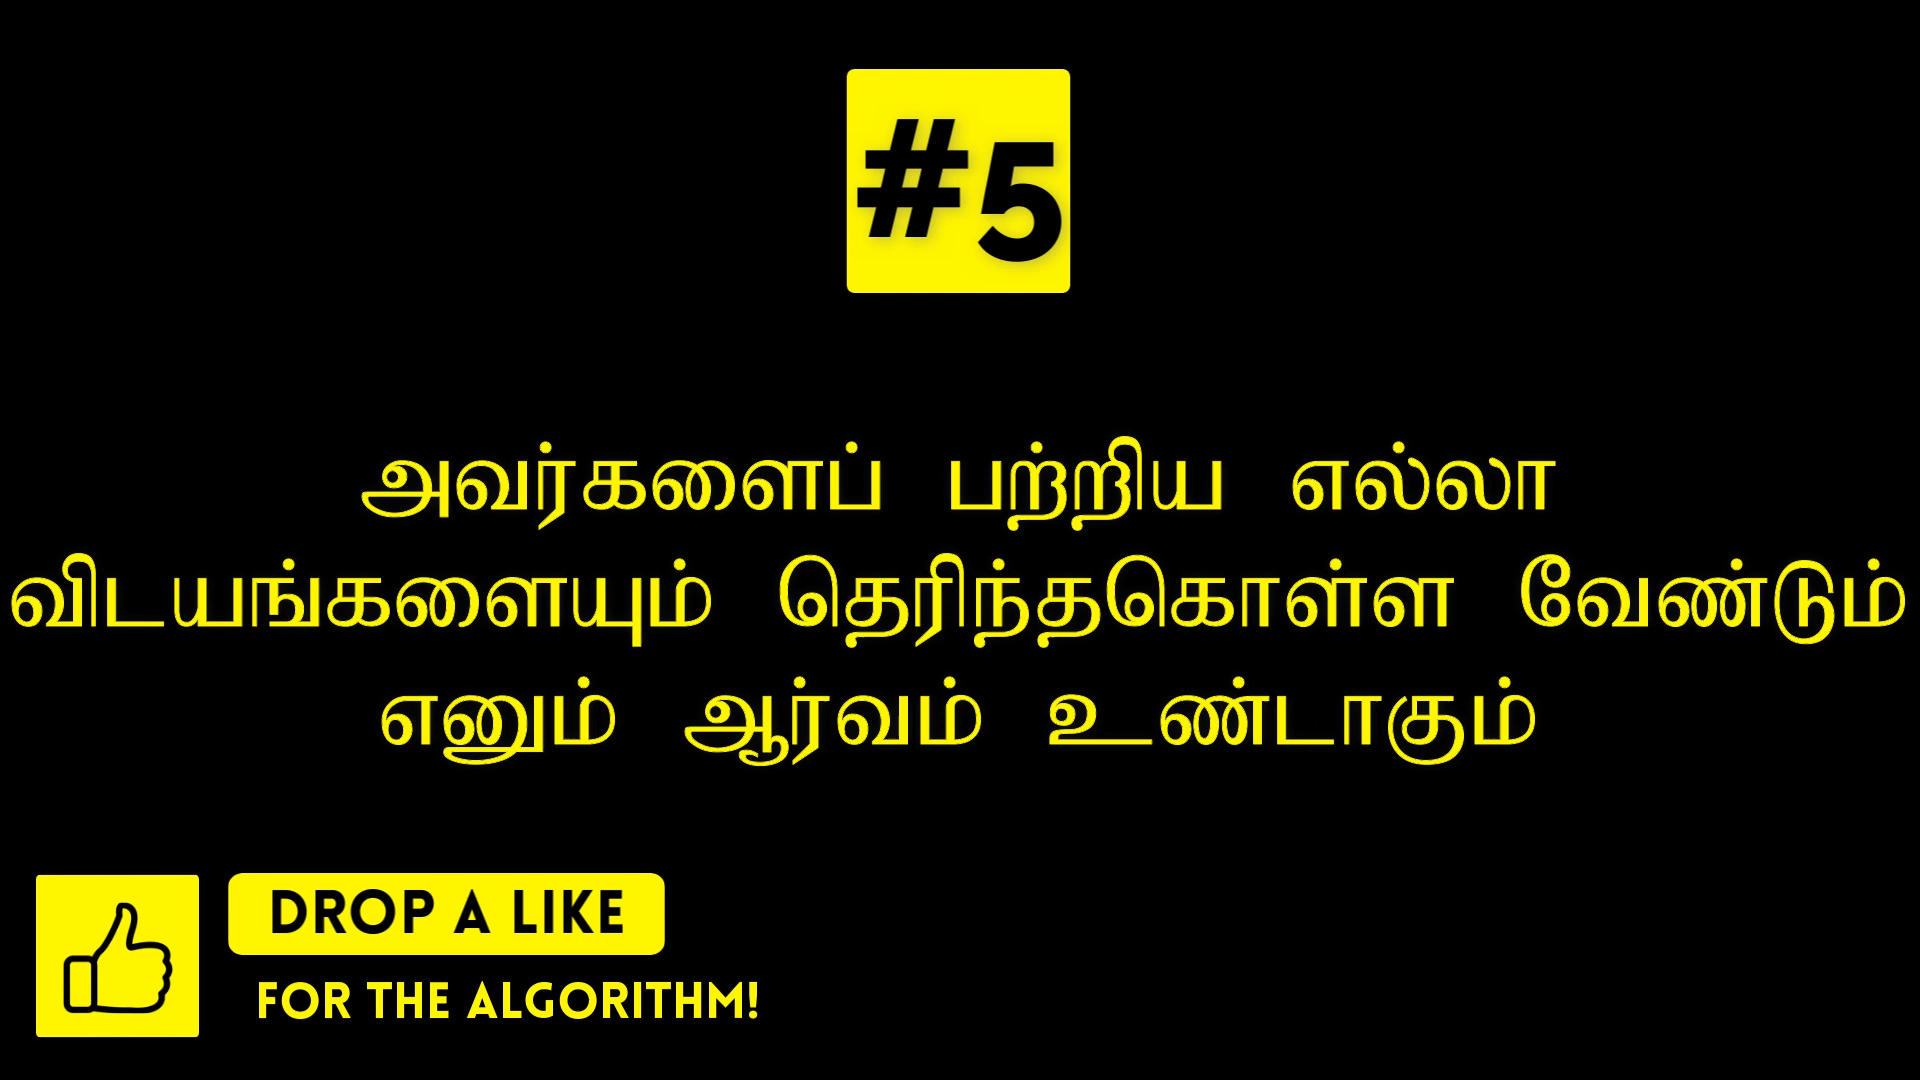 #5
அவர்களைப் பற்றிய எல்லா
விடயங்களையும் தெரிந்தகொள்ள வேண்டும்
எனும் ஆர்வம் உண்டாகும்
DROP A LIKE
FOR THE ALGORITHM!